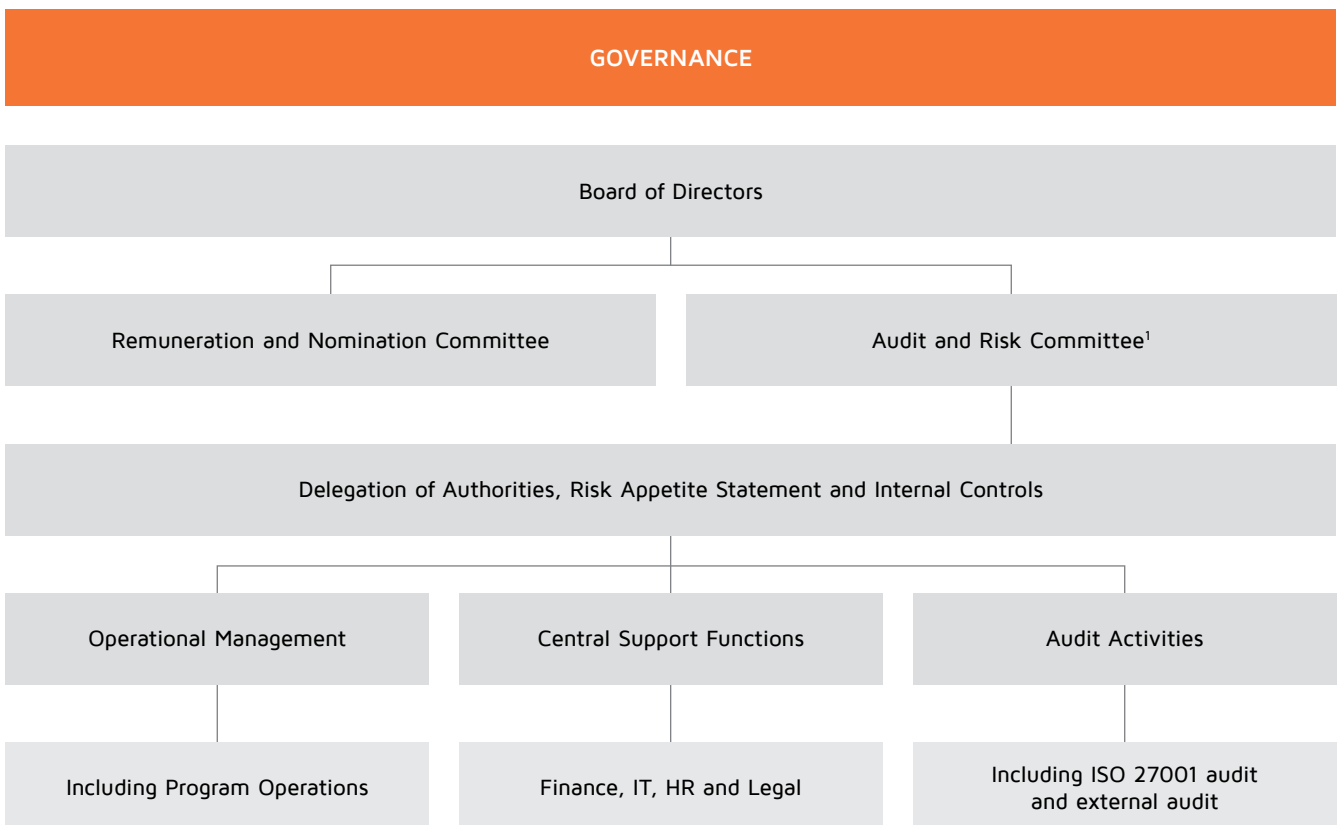 GOVERNANCE
Board of Directors
Remuneration and Nomination Committee
Audit and Risk Committee¹
Delegation of Authorities, Risk Appetite Statement and Internal Controls
Operational Management
Central Support Functions
Audit Activities
Including Program Operations
Finance, IT, HR and Legal
Including ISO 27001 audit
and external audit